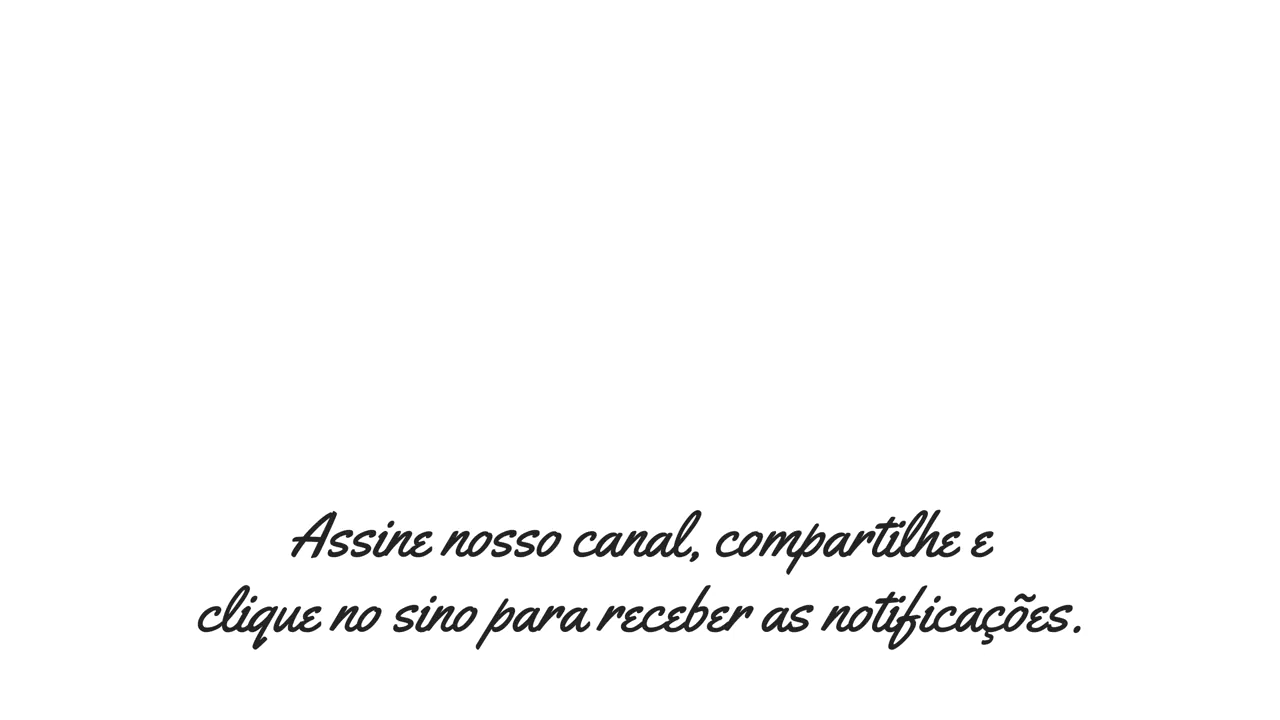 Assine nosso canal, compartilhe e
clique no sino para receber as notificações.